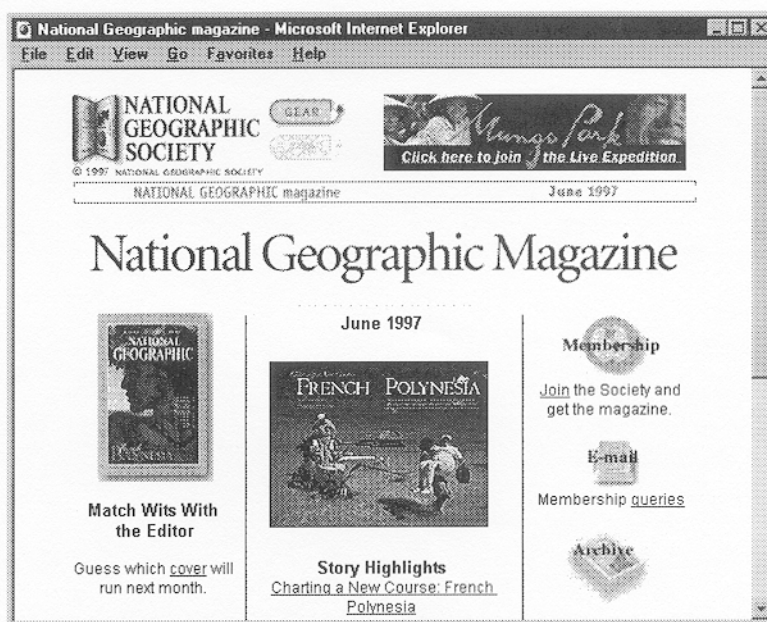 National Geographic magazine - Microsoft Internet Explorer
File Edit View Go Favorites Help
NATIONAL
GEOGRAPHIC
SOCIETY
GEAR
© 1997 NATIONAL GEOGRAPHIC SOCIETY
Mungo Park
Click here to join the Live Expedition
NATIONAL GEOGRAPHIC magazine June 1997
National Geographic Magazine
NATIONAL
GEOGRAPHIC
POLYNESIA
Match Wits With
the Editor
Guess which cover will
run next month.
June 1997
FRENCH POLYNESIA
Story Highlights
Charting a New Course: French
Polynesia
Membership
Join the Society and
get the magazine.
E-mail
Membership queries
Archive